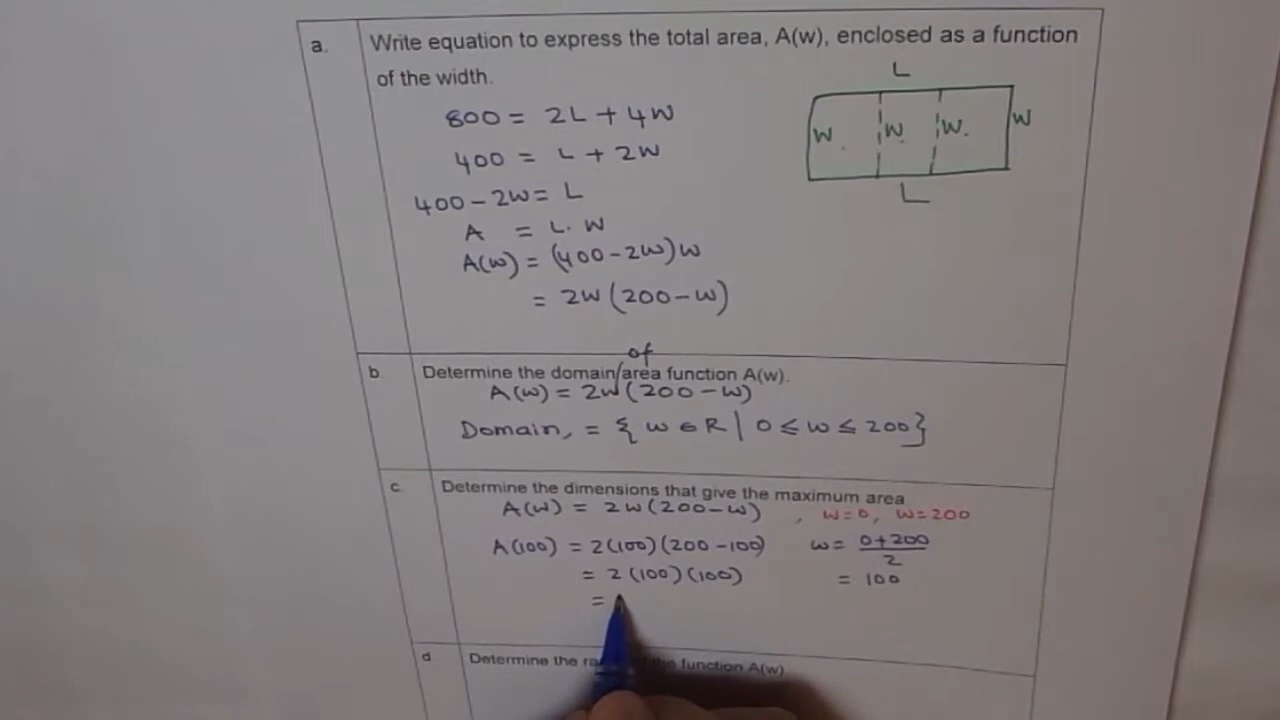 a. Write equation to express the total area, A(w), enclosed as a function
of the width.
L
800 = 2L + 4W
W. W. W. W
400 = L + 2W
400 - 2W = L
L
A = L. W
A(W) = (400 - 2W)W
= 2W (200 - W)
of
b Determine the domain/area function A(w).
A(W) = 2W (200 - W)
Domain, = { W ∈ R | 0 ≤ W ≤ 200}
c. Determine the dimensions that give the maximum area
A(W) = 2W (200 - W) , W=0, W=200
A(100) = 2(100)(200 - 100) W = 0+200
2
= 2 (100)(100) = 100
=
d Determine the function A(w).